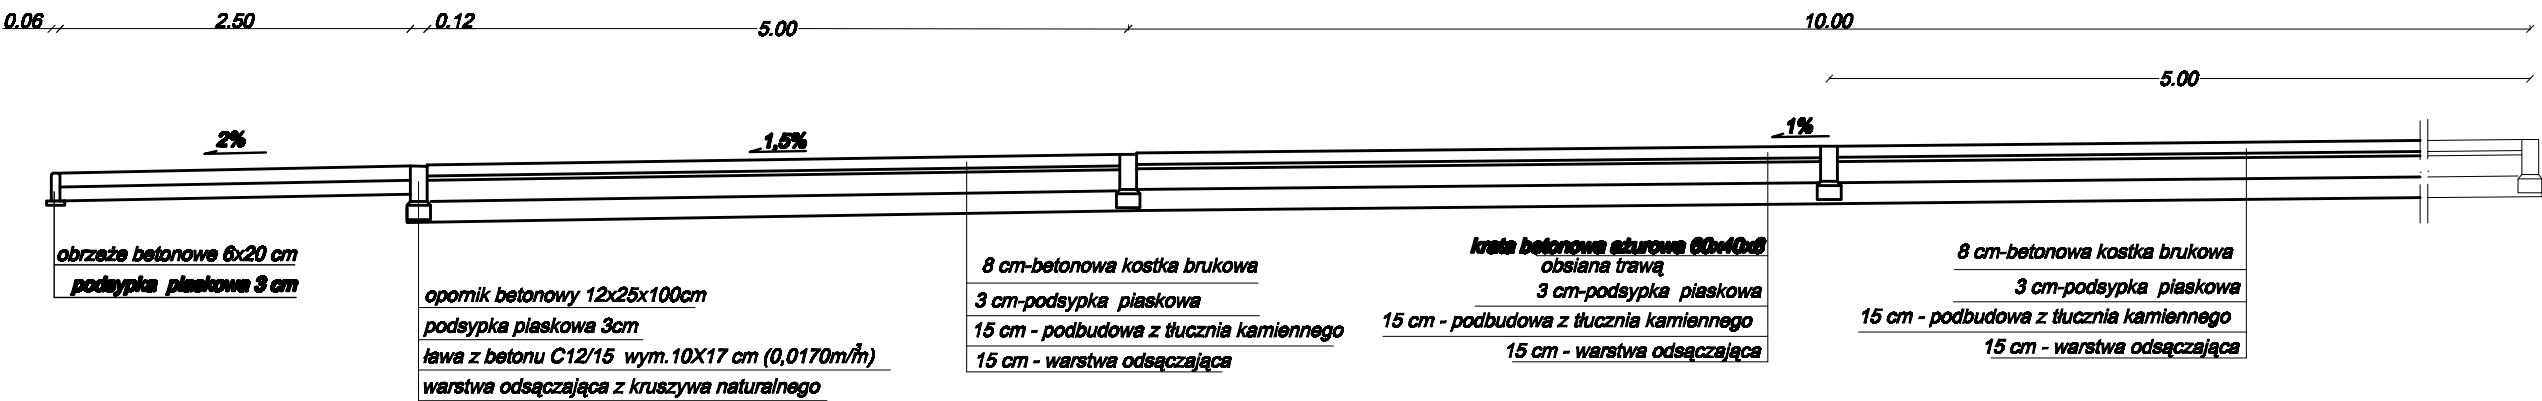 0.06 2.50 0.12 5.00 10.00
5.00
2% 1,5% 1%
obrzeże betonowe 6x20 cm
podsypka piaskowa 3 cm
opornik betonowy 12x25x100cm
podsypka piaskowa 3cm
ława z betonu C12/15 wym.10X17 cm (0,0170m/m³)
warstwa odsączająca z kruszywa naturalnego
8 cm-betonowa kostka brukowa
3 cm-podsypka piaskowa
15 cm - podbudowa z tłucznia kamiennego
15 cm - warstwa odsączająca
krata betonowa ażurowa 60x40x8
obsiana trawą
3 cm-podsypka piaskowa
15 cm - podbudowa z tłucznia kamiennego
15 cm - warstwa odsączająca
8 cm-betonowa kostka brukowa
3 cm-podsypka piaskowa
15 cm - podbudowa z tłucznia kamiennego
15 cm - warstwa odsączająca